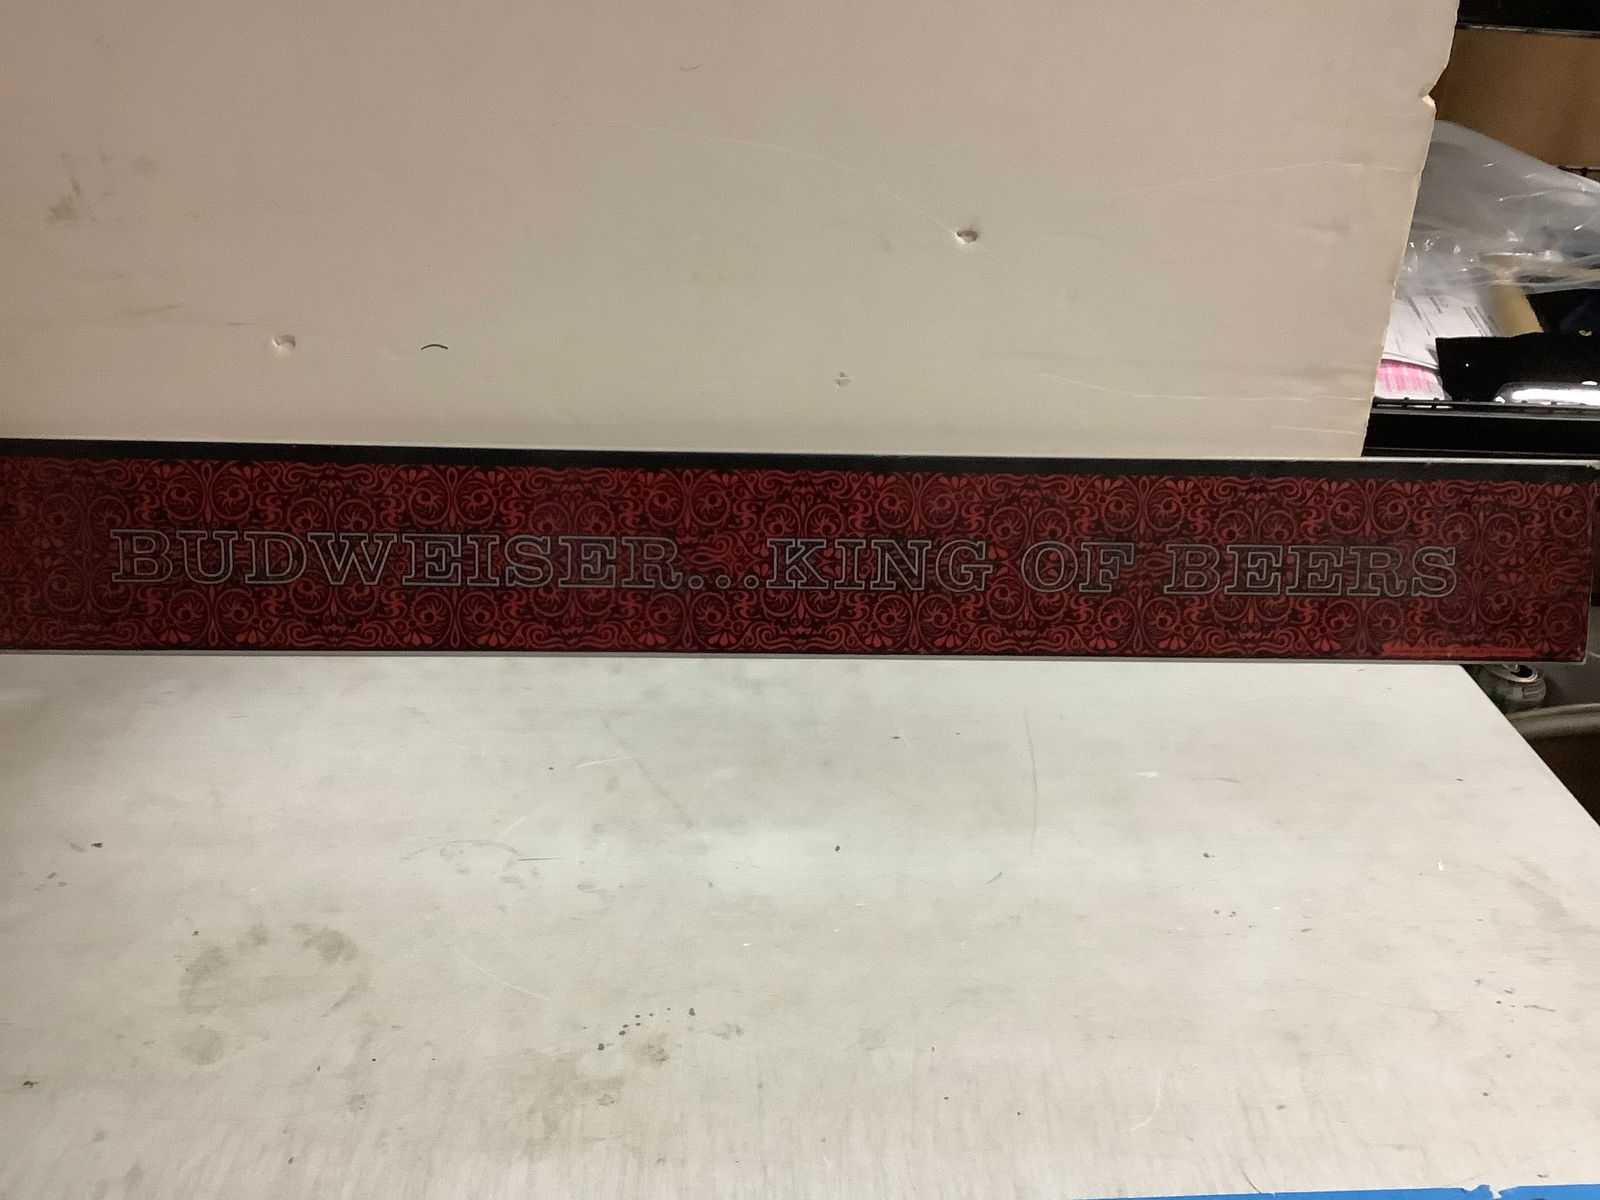 BUDWEISER...KING OF BEERS